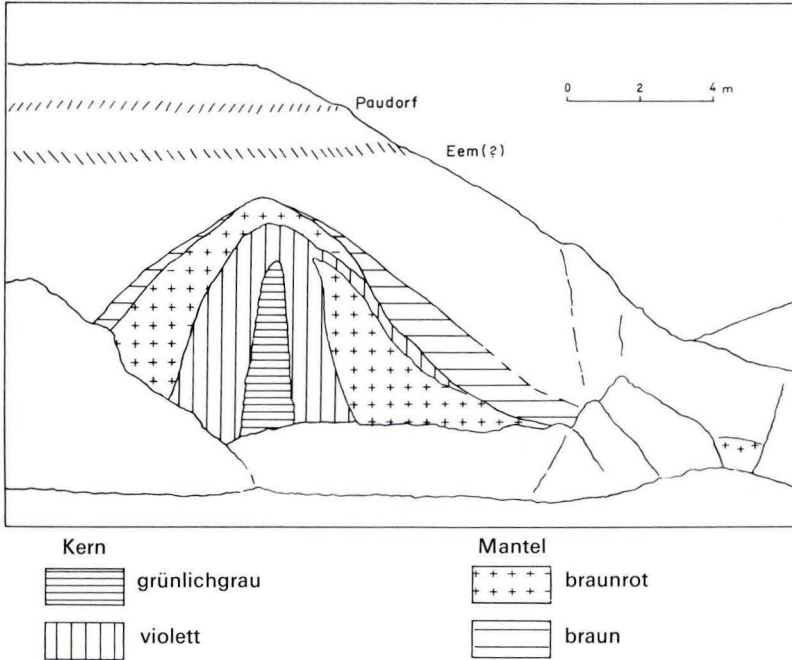 Paudorf
0 2 4 m
Eem(?)
Kern
Mantel
grünlichgrau
braunrot
violett
braun